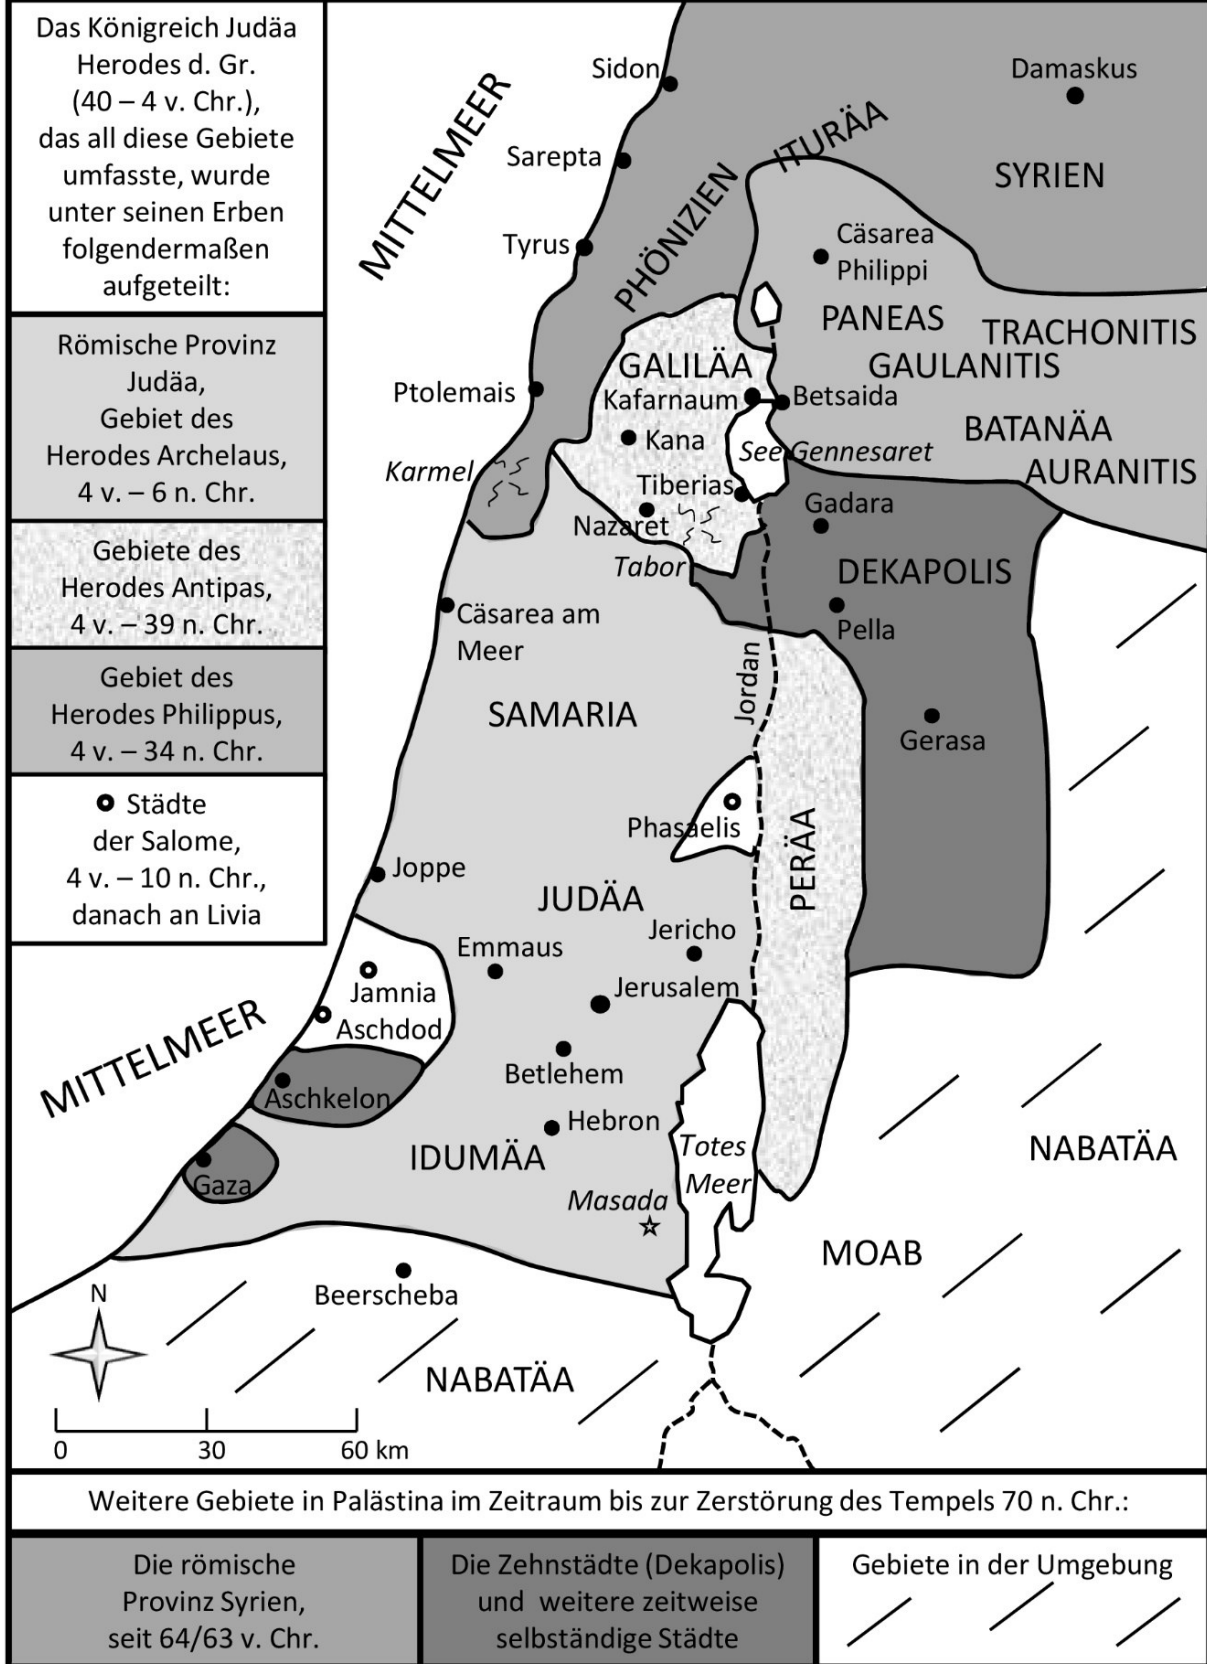 Das Königreich Judäa
Herodes d. Gr.
(40 – 4 v. Chr.),
das all diese Gebiete
umfasste, wurde
unter seinen Erben
folgendermaßen
aufgeteilt:
Römische Provinz
Judäa,
Gebiet des
Herodes Archelaus,
4 v. – 6 n. Chr.
Gebiete des
Herodes Antipas,
4 v. – 39 n. Chr.
Gebiet des
Herodes Philippus,
4 v. – 34 n. Chr.
Städte
der Salome,
4 v. – 10 n. Chr.,
danach an Livia
MITTELMEER
Sidon
Damaskus
ITURÄA
Sarepta
SYRIEN
PHÖNIZIEN
Tyrus
Cäsarea
Philippi
PANEAS
TRACHONITIS
GALILÄA
GAULANITIS
Ptolemais
Kafarnaum
Betsaida
Kana
BATANÄA
See Gennesaret
Karmel
AURANITIS
Tiberias
Gadara
Nazaret
Tabor
DEKAPOLIS
Cäsarea am
Meer
Pella
Jordan
SAMARIA
Gerasa
Phasaelis
PERÄA
Joppe
JUDÄA
Jericho
Emmaus
Jamnia
Jerusalem
Aschdod
MITTELMEER
Betlehem
Aschkelon
Hebron
IDUMÄA
Totes
Meer
NABATÄA
Gaza
Masada
MOAB
Beerscheba
N
NABATÄA
0 30 60 km
Weitere Gebiete in Palästina im Zeitraum bis zur Zerstörung des Tempels 70 n. Chr.:
Die römische
Provinz Syrien,
seit 64/63 v. Chr.
Die Zehnstädte (Dekapolis)
und weitere zeitweise
selbständige Städte
Gebiete in der Umgebung